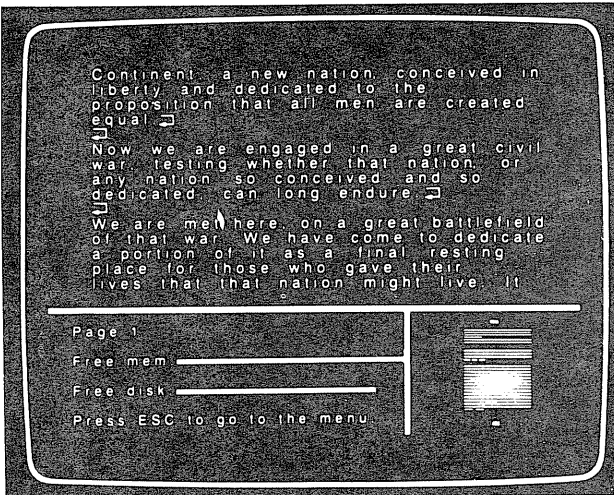 Continent, a new nation, conceived in
liberty and dedicated to the
proposition that all men are created
equal.
Now we are engaged in a great civil
war, testing whether that nation, or
any nation so conceived and so
dedicated, can long endure.
We are met here on a great battlefield
of that war. We have come to dedicate
a portion of it as a final resting
place for those who gave their
lives that that nation might live. It
Page 1
Free mem
Free disk
Press ESC to go to the menu.